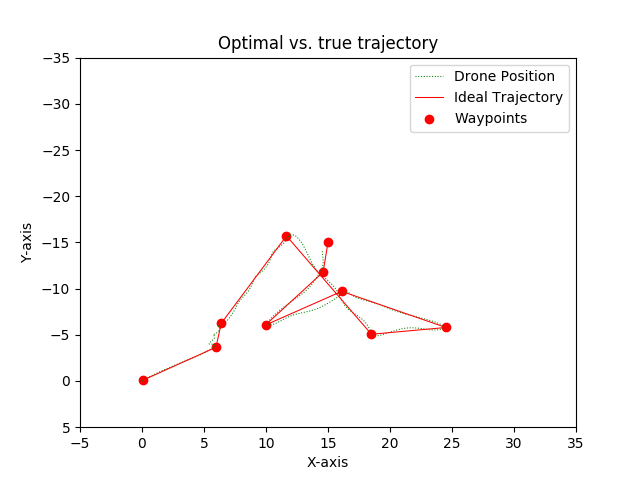 Optimal vs. true trajectory
Drone Position
Ideal Trajectory
Waypoints
Y-axis
−35
−30
−25
−20
−15
−10
−5
0
5
−5 0 5 10 15 20 25 30 35
X-axis